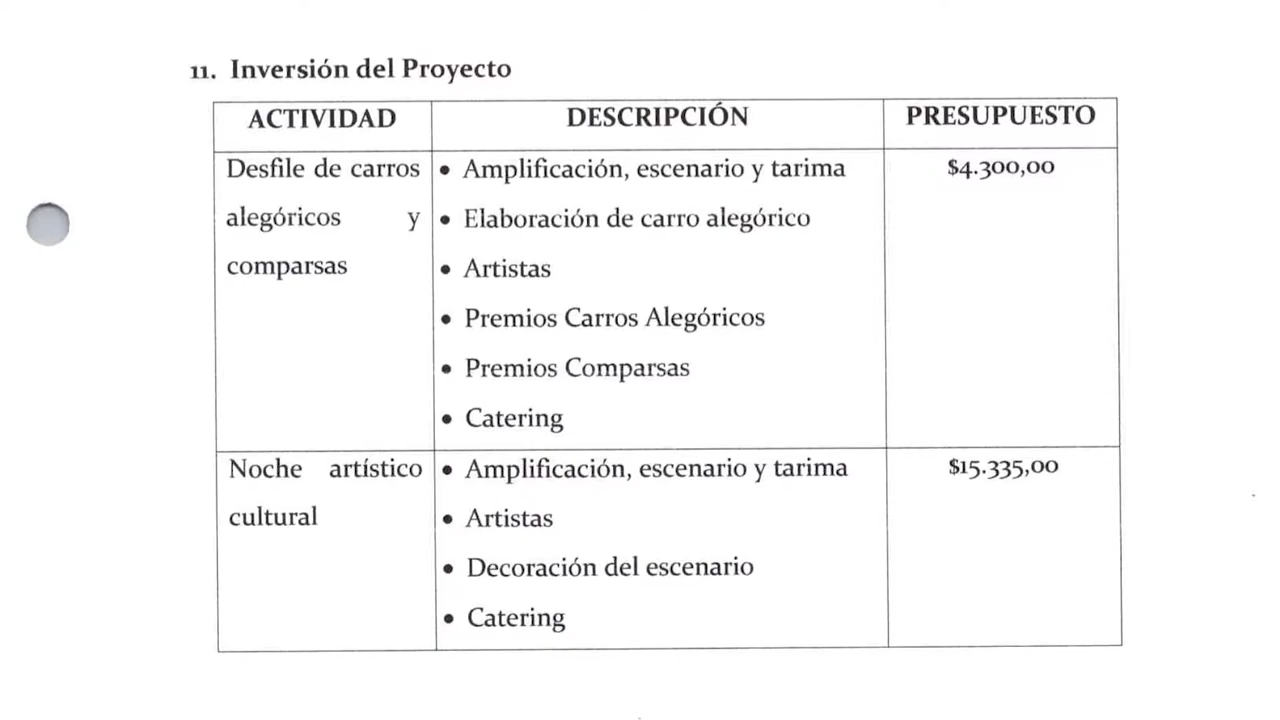 11. Inversión del Proyecto
ACTIVIDAD DESCRIPCIÓN PRESUPUESTO
Desfile de carros alegóricos y comparsas
• Amplificación, escenario y tarima
• Elaboración de carro alegórico
• Artistas
• Premios Carros Alegóricos
• Premios Comparsas
• Catering
$4.300,00
Noche artístico cultural
• Amplificación, escenario y tarima
• Artistas
• Decoración del escenario
• Catering
$15.335,00